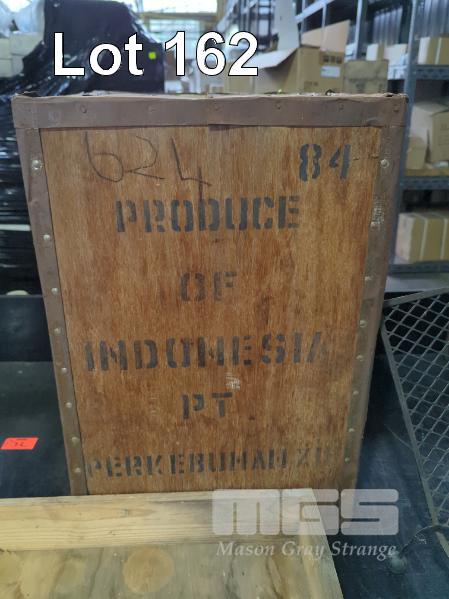 Lot 162
624
84
PRODUCE
OF
INDONESIA
PT.
MGS
Mason Gray Strange